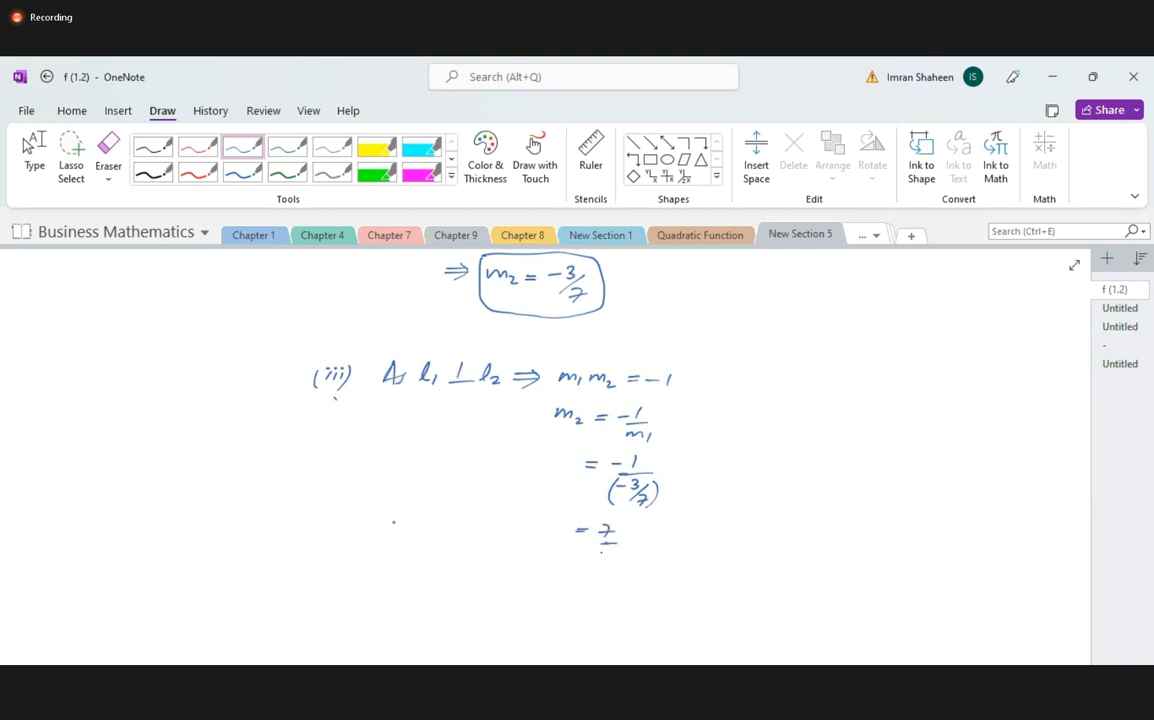 Recording
f (1.2) - OneNote
Search (Alt+Q)
Imran Shaheen IS
File Home Insert Draw History Review View Help
Share
Type
Lasso Select
Eraser
Color & Thickness
Draw with Touch
Ruler
Insert Space
Delete
Arrange
Rotate
Ink to Shape
Ink to Text
Ink to Math
Math
Tools Stencils Shapes Edit Convert Math
Business Mathematics Chapter 1 Chapter 4 Chapter 7 Chapter 9 Chapter 8 New Section 1 Quadratic Function New Section 5 ... Search (Ctrl+E)
f (1.2)
Untitled
Untitled
-
Untitled
⇒ m₂ = -3/7
(iii) As l₁ ⊥ l₂ ⇒ m₁ m₂ = -1
m₂ = -1/m₁
= -1/(-3/7)
= 7